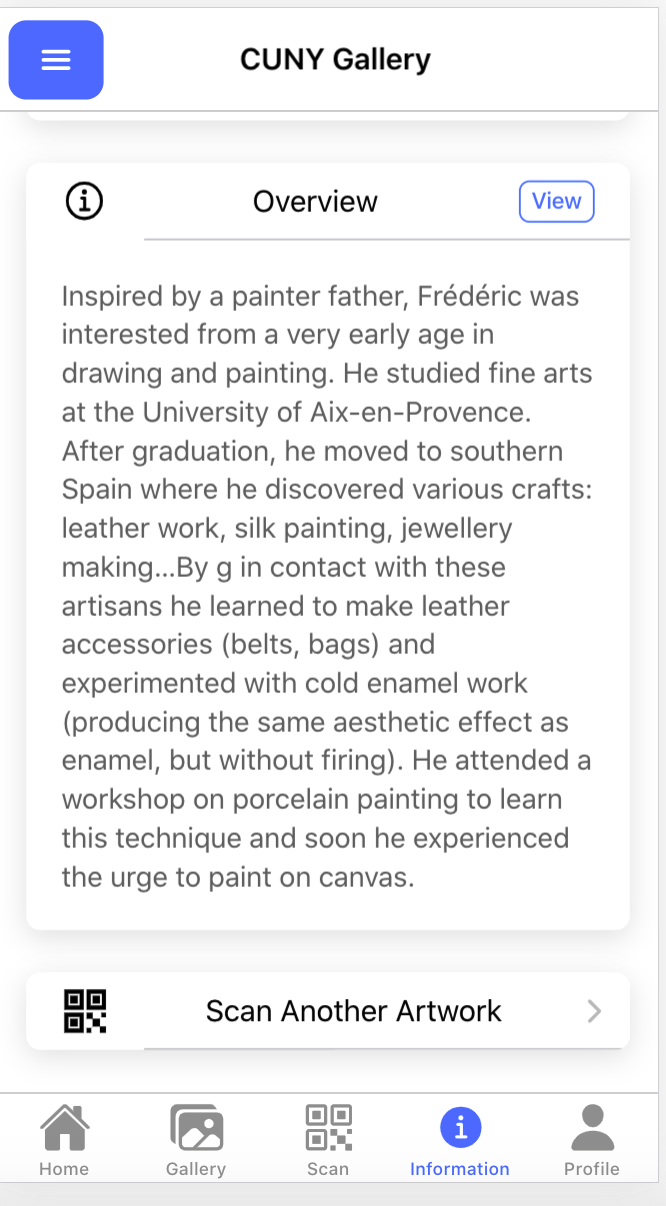 CUNY Gallery
Overview
View
Inspired by a painter father, Frédéric was
interested from a very early age in
drawing and painting. He studied fine arts
at the University of Aix-en-Provence.
After graduation, he moved to southern
Spain where he discovered various crafts:
leather work, silk painting, jewellery
making...By g in contact with these
artisans he learned to make leather
accessories (belts, bags) and
experimented with cold enamel work
(producing the same aesthetic effect as
enamel, but without firing). He attended a
workshop on porcelain painting to learn
this technique and soon he experienced
the urge to paint on canvas.
Scan Another Artwork
Home
Gallery
Scan
Information
Profile